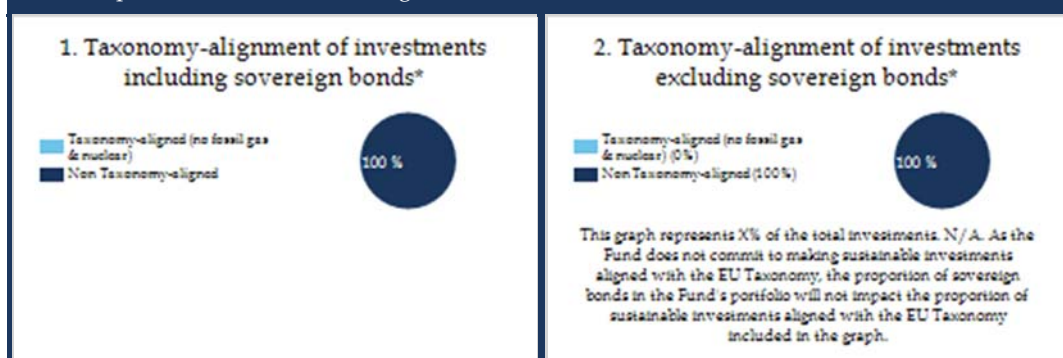 1. Taxonomy-alignment of investments
including sovereign bonds*
Taxonomy-aligned (no fossil gas
& nuclear)
Non Taxonomy-aligned
100 %
2. Taxonomy-alignment of investments
excluding sovereign bonds*
Taxonomy-aligned (no fossil gas
& nuclear) (0%)
Non Taxonomy-aligned (100%)
100 %
This graph represents X% of the total investments. N/A. As the
Fund does not commit to making sustainable investments
aligned with the EU Taxonomy, the proportion of sovereign
bonds in the Fund's portfolio will not impact the proportion of
sustainable investments aligned with the EU Taxonomy
included in the graph.